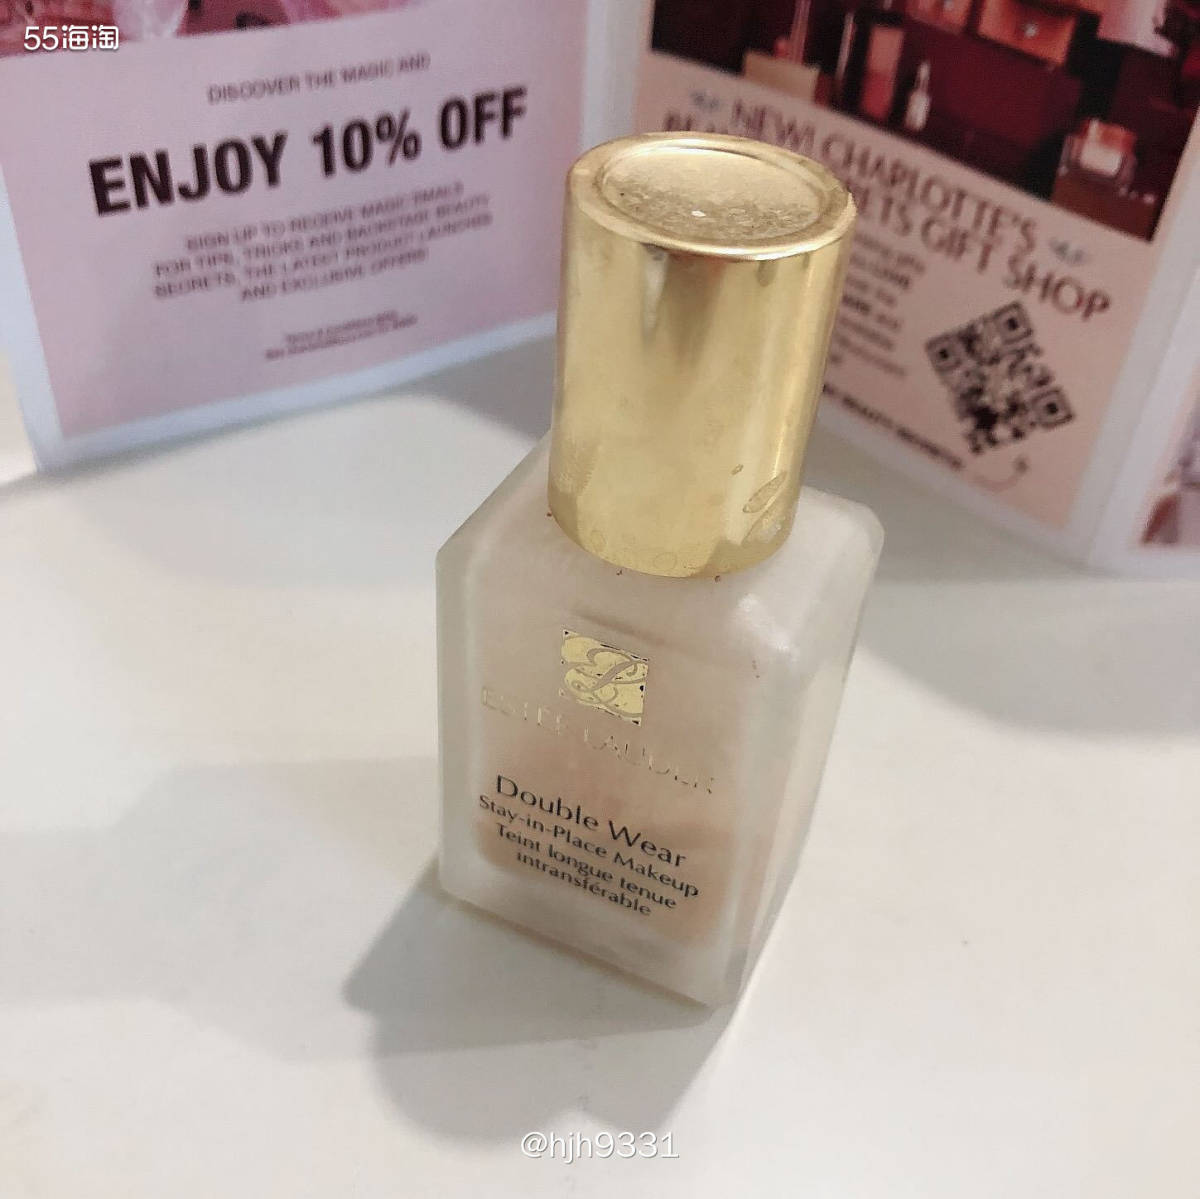 55海淘
DISCOVER THE MAGIC AND
ENJOY 10% OFF
SIGN UP TO RECEIVE MAGIC EMAILS
FOR TIPS, TRICKS AND BACKSTAGE BEAUTY
SECRETS, THE LATEST PRODUCT LAUNCHES
AND EXCLUSIVE OFFERS
NEW! CHARLOTTE'S
GIFT SHOP
ESTEE LAUDER
Double Wear
Stay-in-Place Makeup
Teint longue tenue
intransférable
@hjh9331